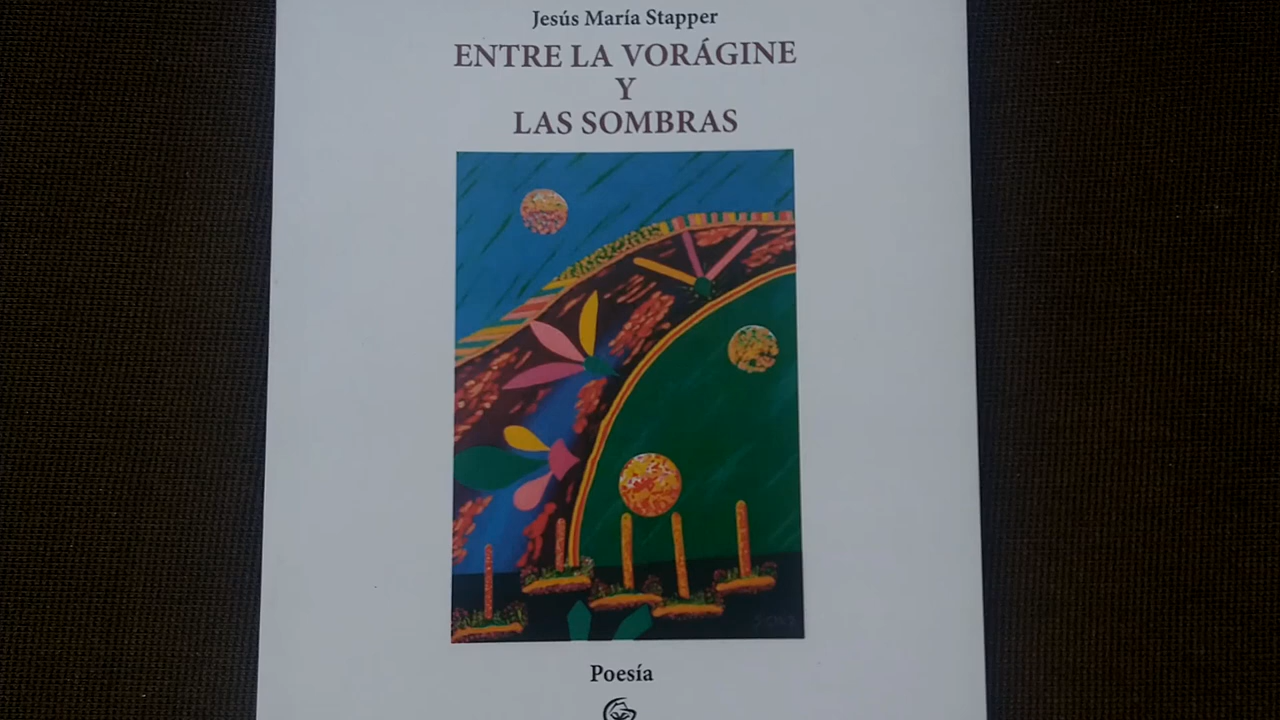 Jesús María Stapper
ENTRE LA VORÁGINE
Y
LAS SOMBRAS
Poesía